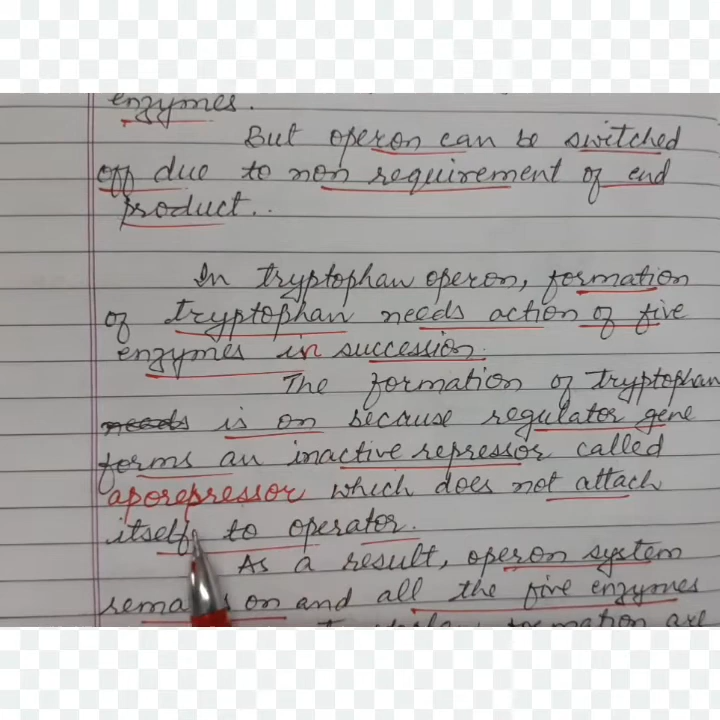 enzymes.
But operon can be switched
off due to non requirement of end
product..
In tryptophan operon, formation
of tryptophan needs action of five
enzymes in succession.
The formation of tryptophan
needs is on because regulator gene
forms an inactive repressor called
aporepressor which does not attach
itself to operator.
As a result, operon system
remains on and all the five enzymes
formation are